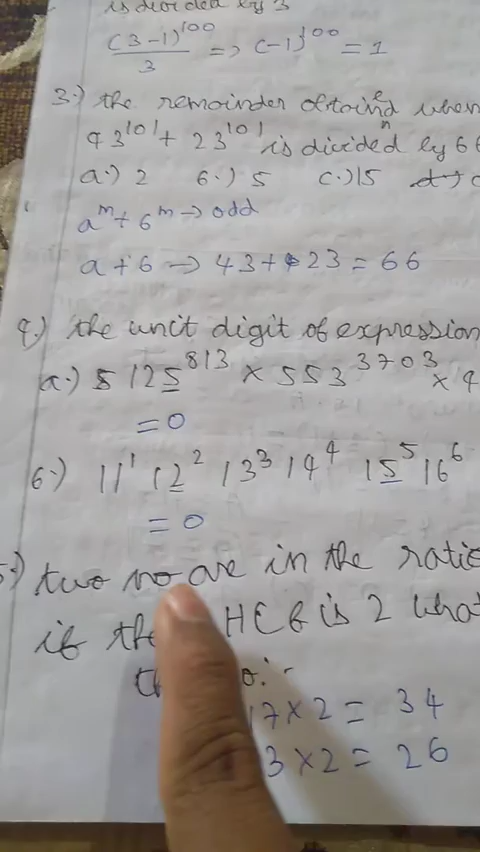 is divided by 3
(3-1)^100 / 3 => (-1)^100 = 1
3.) the remainder obtained when
43^101 + 23^101 is divided by 66
a.) 2 b.) 5 c.) 15
a^m + b^m → odd
a + b → 43 + 23 = 66
4.) the unit digit of expression
a.) 5125^813 × 553^3703 × 4
= 0
b.) 11^1 12^2 13^3 14^4 15^5 16^6
= 0
5.) two no are in the ratio
if the HCF is 2 what
17 × 2 = 34
3 × 2 = 26